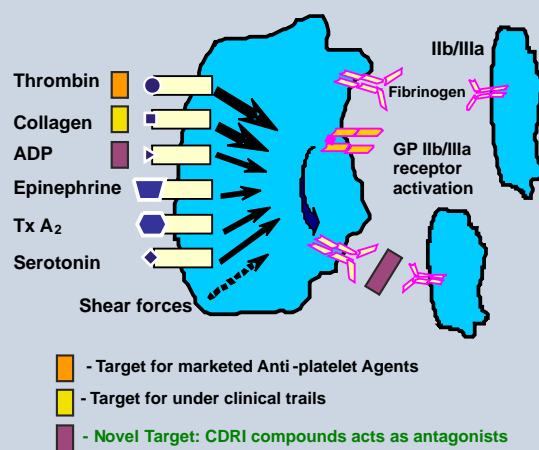 IIb/IIIa
Thrombin
Fibrinogen
Collagen
ADP
GP IIb/IIIa
receptor
activation
Epinephrine
Tx A2
Serotonin
Shear forces
- Target for marketed Anti-platelet Agents
- Target for under clinical trails
- Novel Target: CDRI compounds acts as antagonists